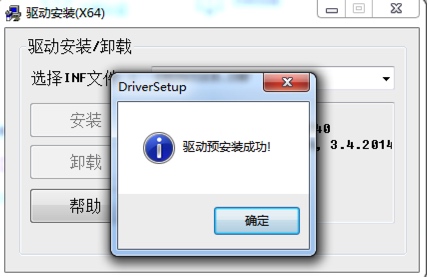 驱动安装(X64)
驱动安装/卸载
选择INF文件
DriverSetup
安装
驱动预安装成功!
40
, 3.4.2014
卸载
帮助
确定